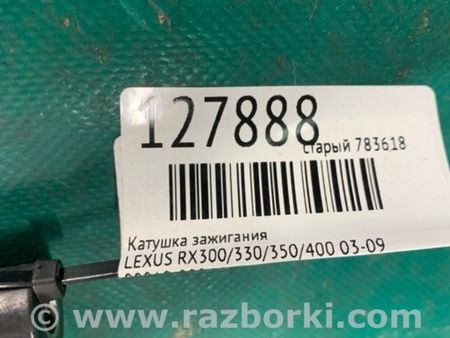 127888
старый 783618
Катушка зажигания
LEXUS RX300/330/350/400 03-09
www.razborki.com